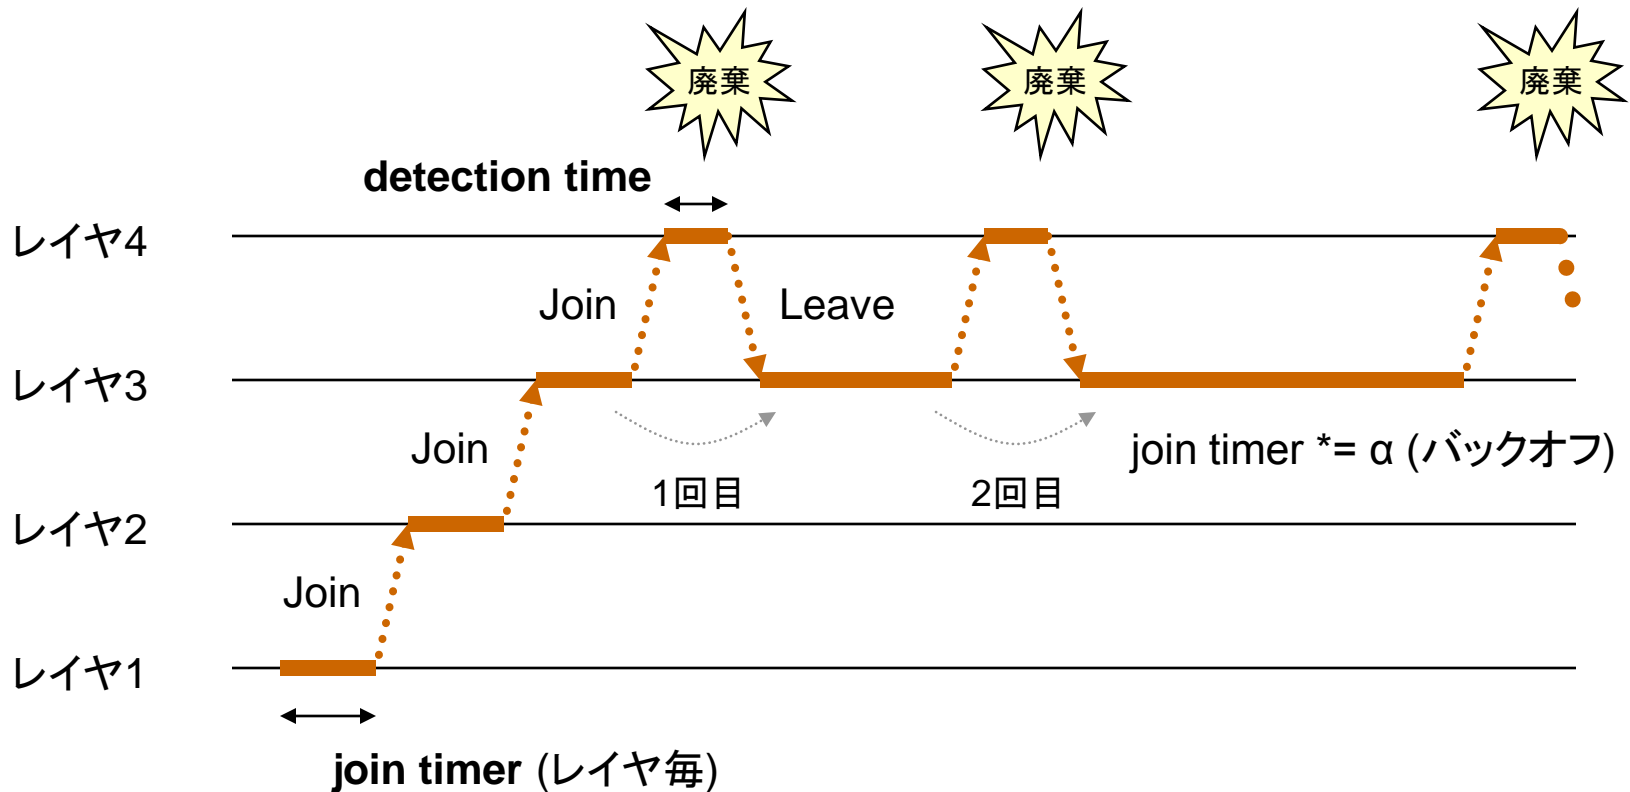 廃棄 廃棄 廃棄
detection time
レイヤ4
Join Leave
レイヤ3
Join join timer *= α (バックオフ)
1回目 2回目
レイヤ2
Join
レイヤ1
join timer (レイヤ毎)